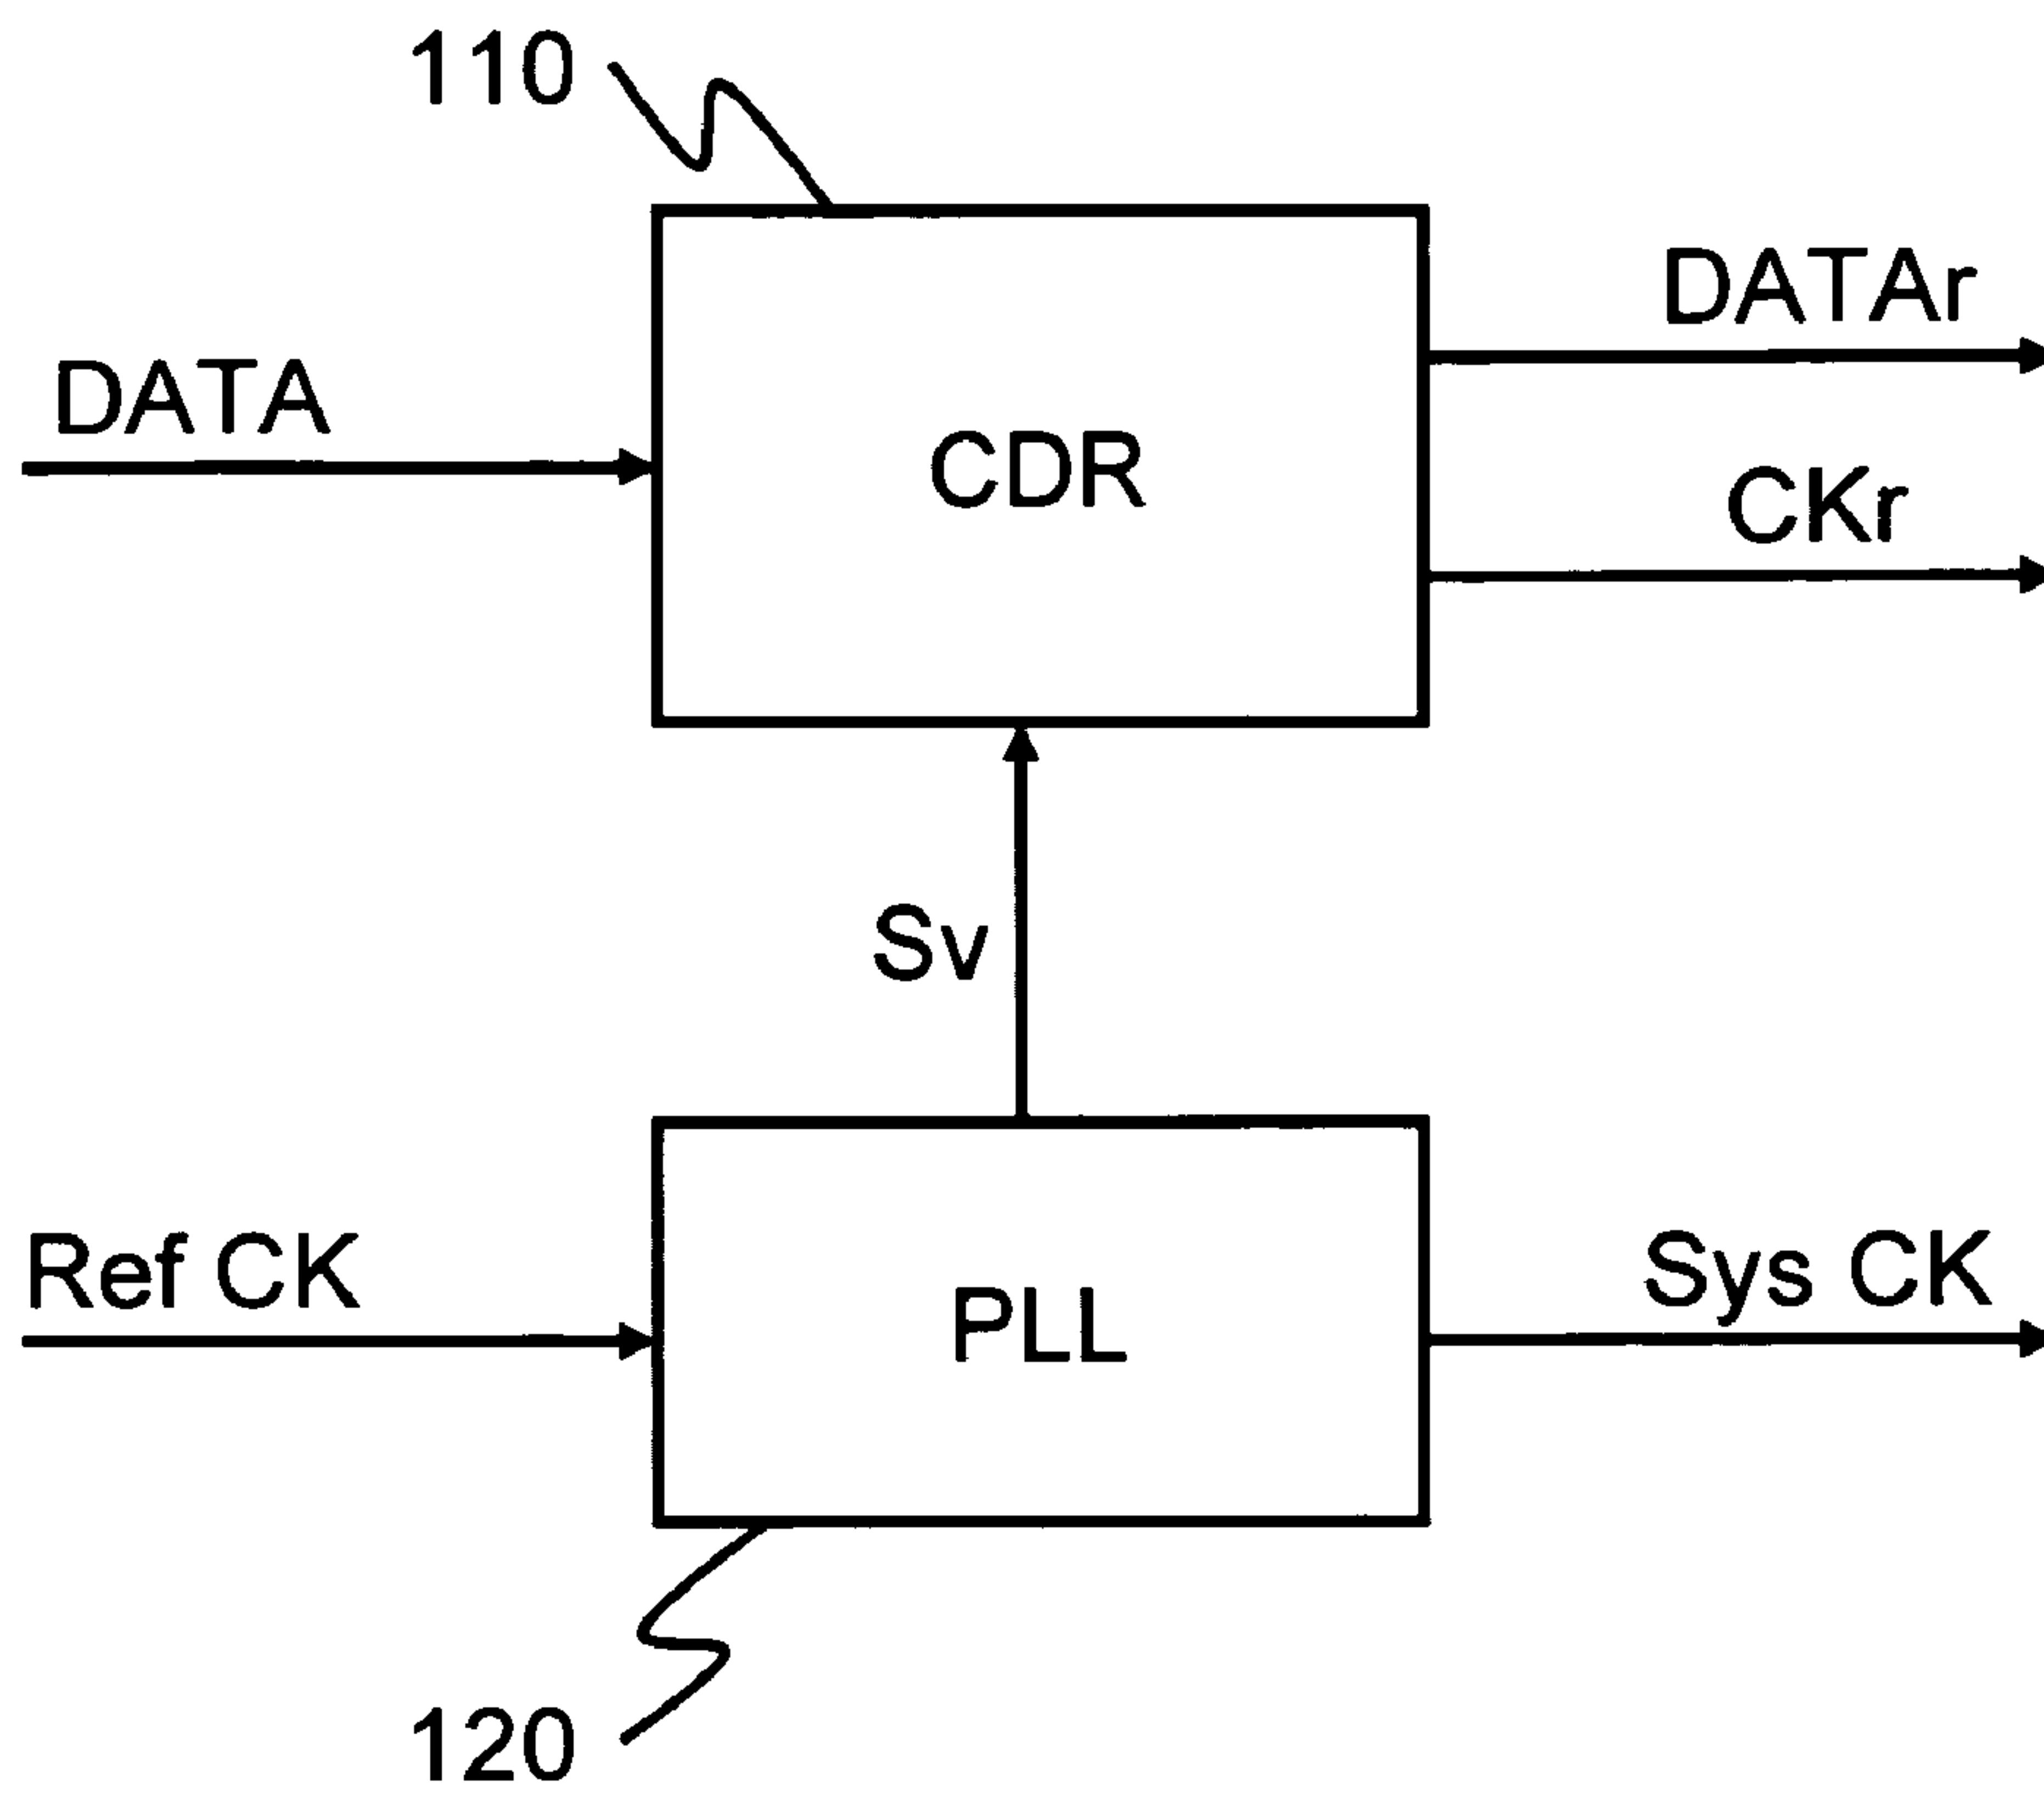 110
DATAr
DATA
CDR
CKr
Sv
Ref CK
Sys CK
PLL
120